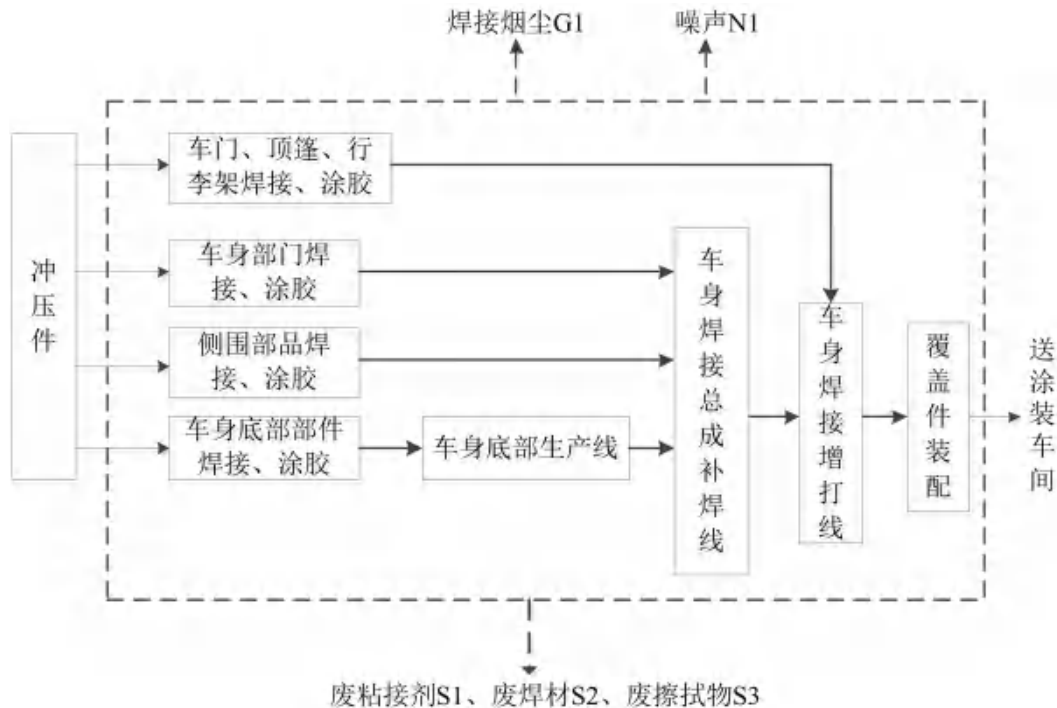 焊接烟尘G1
噪声N1
冲压件
车门、顶篷、行
李架焊接、涂胶
车身部门焊
接、涂胶
侧围部品焊
接、涂胶
车身底部部件
焊接、涂胶
车身底部生产线
车身焊接总成补焊线
车身焊接增打线
覆盖件装配
送涂装车间
废粘接剂S1、废焊材S2、废擦拭物S3